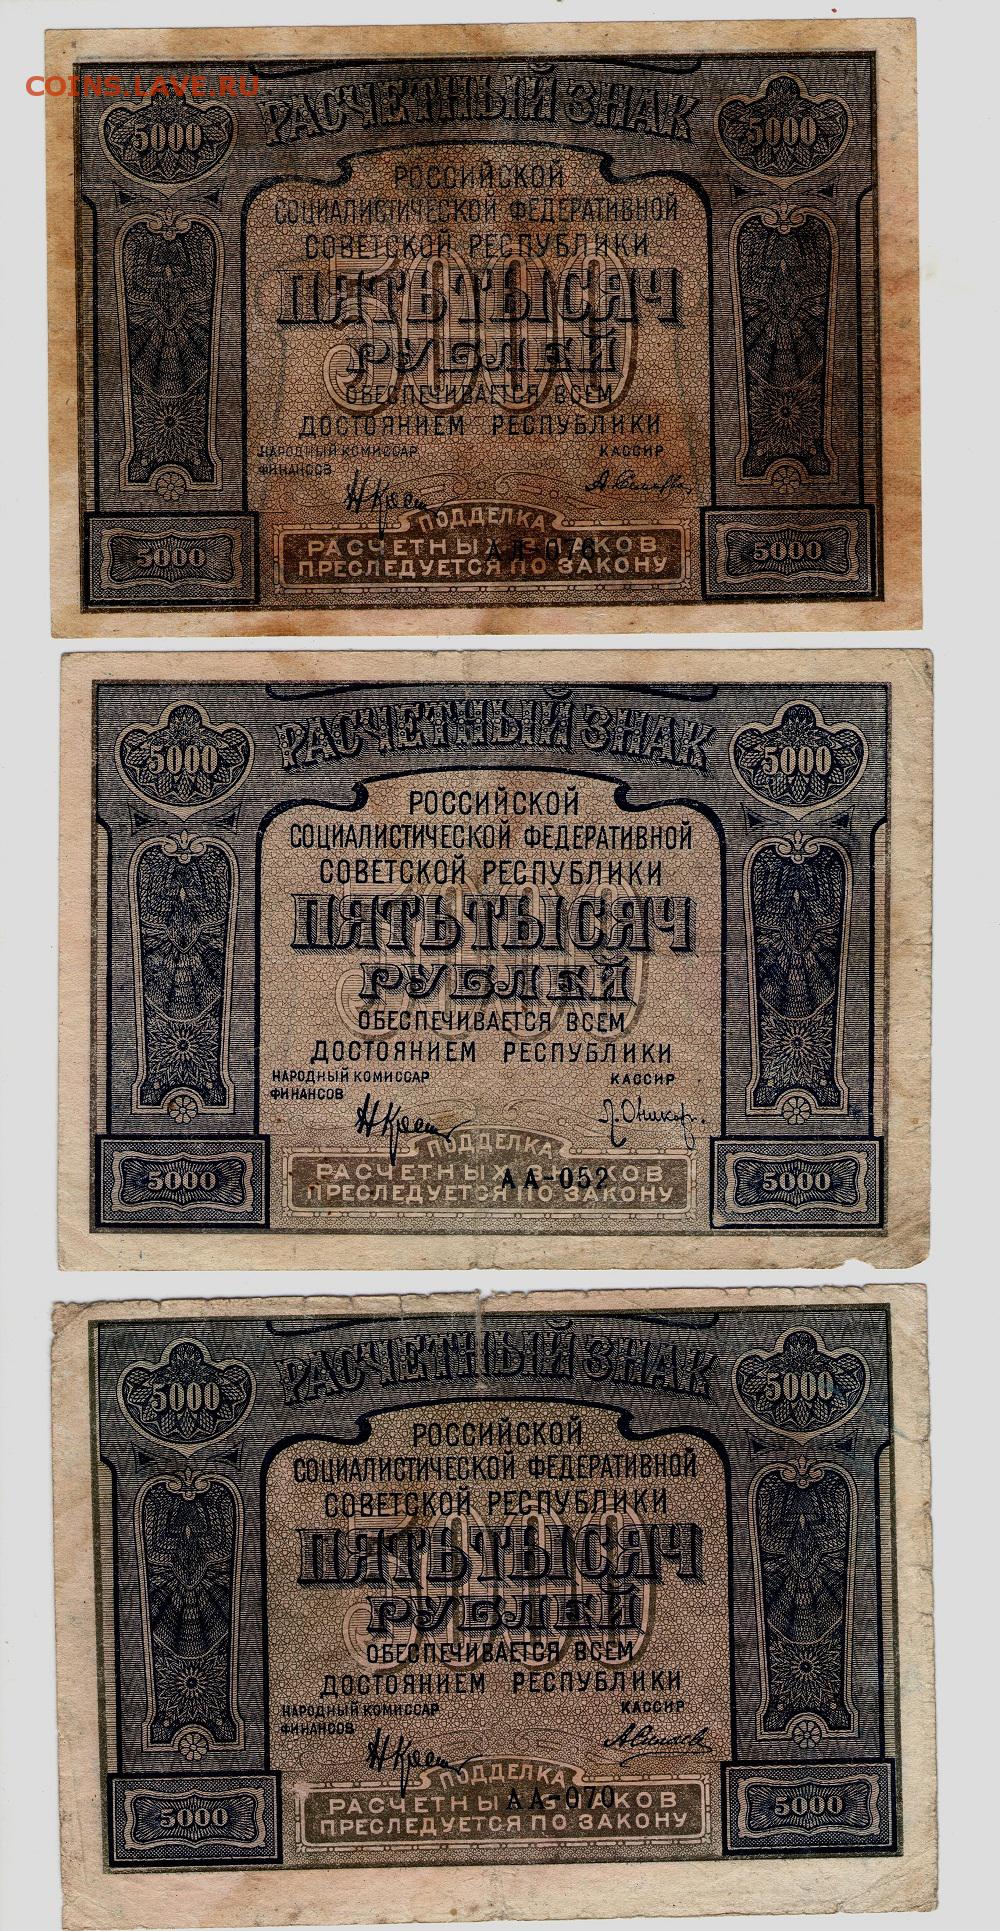 COINS.LAVE.RU
РАСЧЕТНЫЙ ЗНАК
5000 5000
РОССИЙСКОЙ
СОЦИАЛИСТИЧЕСКОЙ ФЕДЕРАТИВНОЙ
СОВЕТСКОЙ РЕСПУБЛИКИ
5000
ПЯТЬ ТЫСЯЧ
РУБЛЕЙ
ОБЕСПЕЧИВАЕТСЯ ВСЕМ
ДОСТОЯНИЕМ РЕСПУБЛИКИ
НАРОДНЫЙ КОМИССАР КАССИР
ФИНАНСОВ
ПОДДЕЛКА
РАСЧЕТНЫХ ЗНАКОВ
ПРЕСЛЕДУЕТСЯ ПО ЗАКОНУ
5000 5000
РАСЧЕТНЫЙ ЗНАК
5000 5000
РОССИЙСКОЙ
СОЦИАЛИСТИЧЕСКОЙ ФЕДЕРАТИВНОЙ
СОВЕТСКОЙ РЕСПУБЛИКИ
5000
ПЯТЬ ТЫСЯЧ
РУБЛЕЙ
ОБЕСПЕЧИВАЕТСЯ ВСЕМ
ДОСТОЯНИЕМ РЕСПУБЛИКИ
НАРОДНЫЙ КОМИССАР КАССИР
ФИНАНСОВ
ПОДДЕЛКА
РАСЧЕТНЫХ ЗНАКОВ
АА-052
ПРЕСЛЕДУЕТСЯ ПО ЗАКОНУ
5000 5000
РАСЧЕТНЫЙ ЗНАК
5000 5000
РОССИЙСКОЙ
СОЦИАЛИСТИЧЕСКОЙ ФЕДЕРАТИВНОЙ
СОВЕТСКОЙ РЕСПУБЛИКИ
5000
ПЯТЬ ТЫСЯЧ
РУБЛЕЙ
ОБЕСПЕЧИВАЕТСЯ ВСЕМ
ДОСТОЯНИЕМ РЕСПУБЛИКИ
НАРОДНЫЙ КОМИССАР КАССИР
ФИНАНСОВ
ПОДДЕЛКА
РАСЧЕТНЫХ ЗНАКОВ
АА-070
ПРЕСЛЕДУЕТСЯ ПО ЗАКОНУ
5000 5000